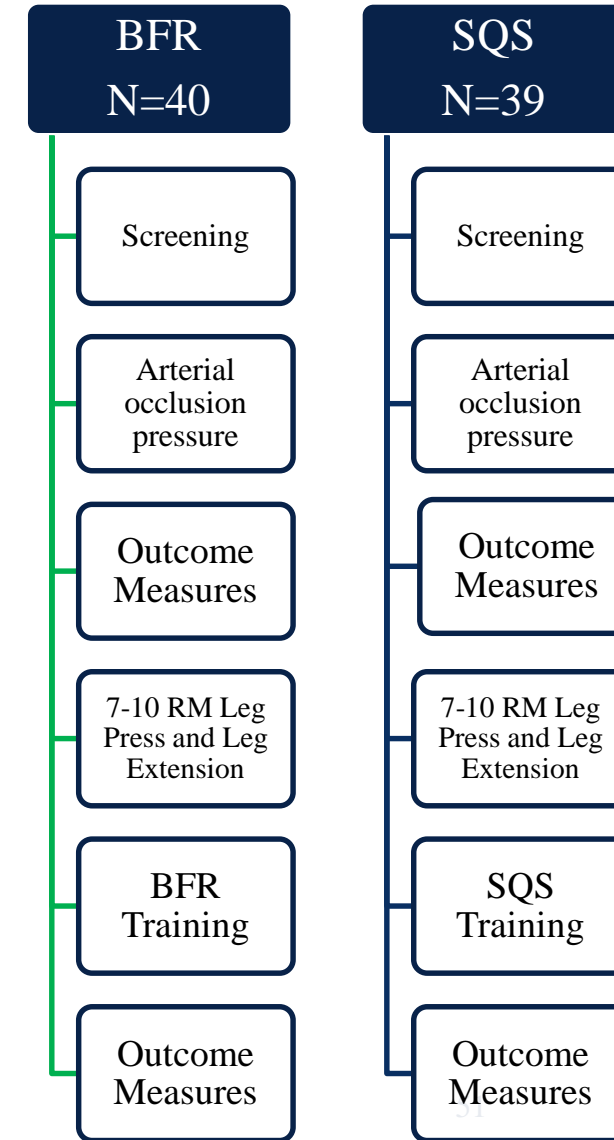 BFR
N=40
Screening
Arterial
occlusion
pressure
Outcome
Measures
7-10 RM Leg
Press and Leg
Extension
BFR
Training
Outcome
Measures
SQS
N=39
Screening
Arterial
occlusion
pressure
Outcome
Measures
7-10 RM Leg
Press and Leg
Extension
SQS
Training
Outcome
Measures